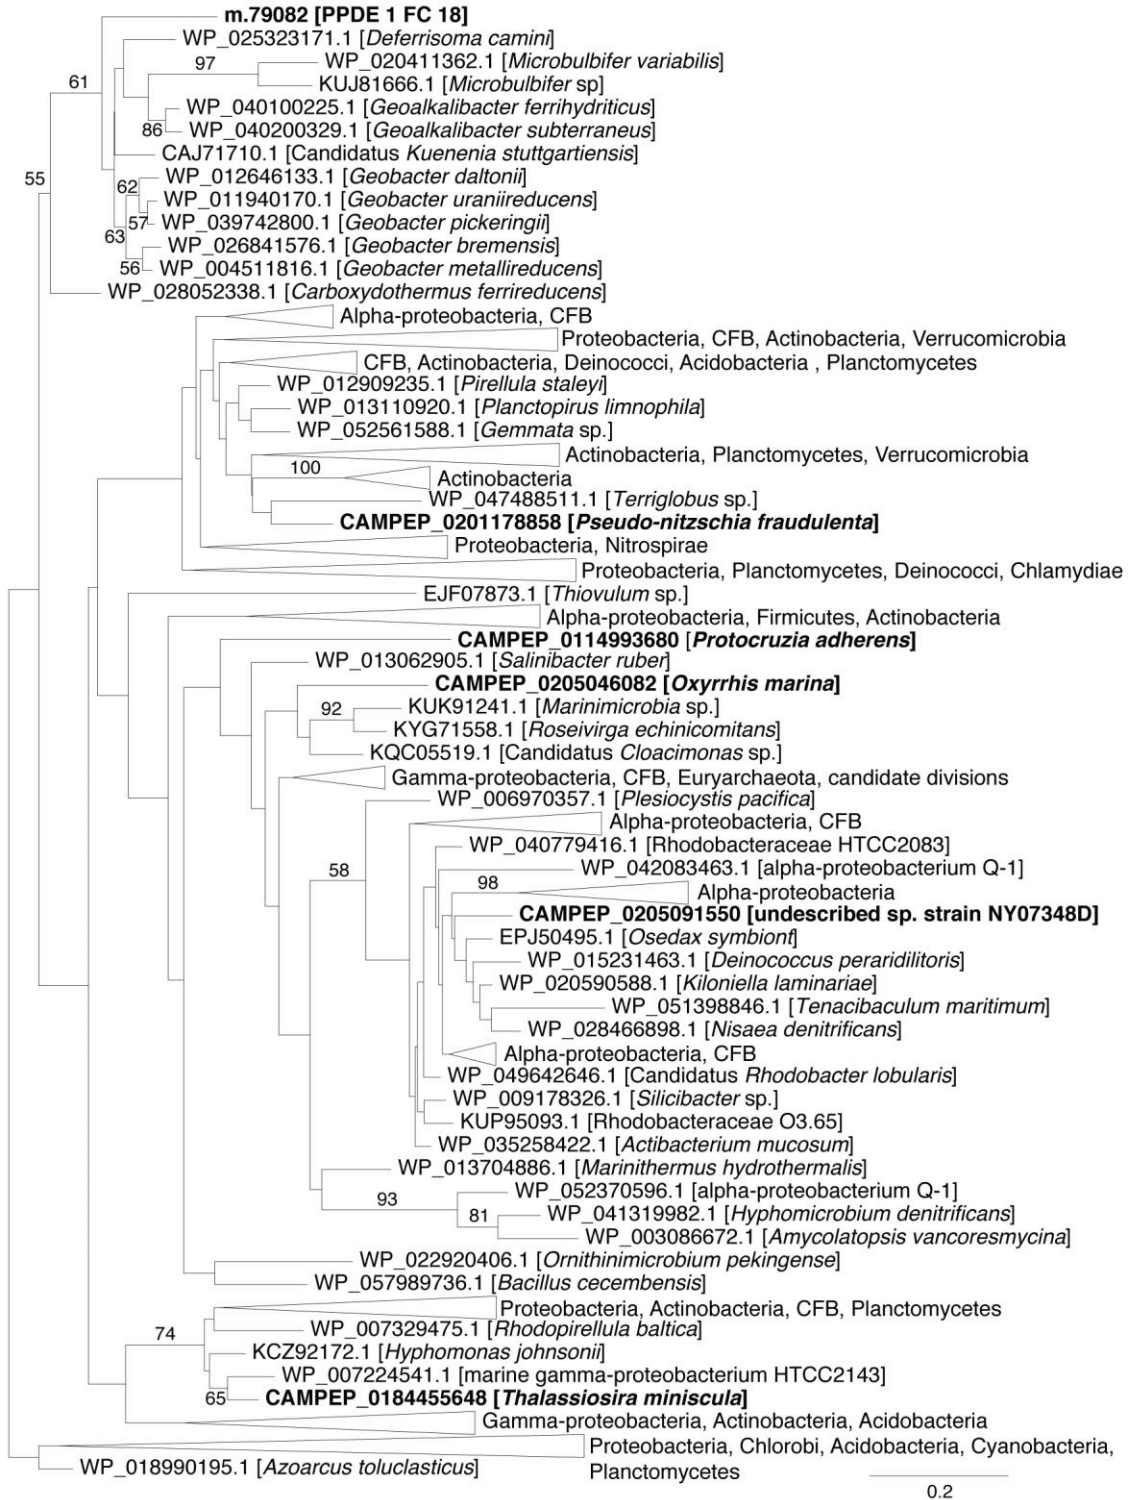 m.79082 [PPDE 1 FC 18]
WP_025323171.1 [Deferrisoma camini]
97
WP_020411362.1 [Microbulbifer variabilis]
61
KUJ81666.1 [Microbulbifer sp]
WP_040100225.1 [Geoalkalibacter ferrihydriticus]
86
WP_040200329.1 [Geoalkalibacter subterraneus]
CAJ71710.1 [Candidatus Kuenenia stuttgartiensis]
55
WP_012646133.1 [Geobacter daltonii]
62
WP_011940170.1 [Geobacter uraniireducens]
57
WP_039742800.1 [Geobacter pickeringii]
63
WP_026841576.1 [Geobacter bremensis]
56
WP_004511816.1 [Geobacter metallireducens]
WP_028052338.1 [Carboxydothermus ferrireducens]
Alpha-proteobacteria, CFB
Proteobacteria, CFB, Actinobacteria, Verrucomicrobia
CFB, Actinobacteria, Deinococci, Acidobacteria , Planctomycetes
WP_012909235.1 [Pirellula staleyi]
WP_013110920.1 [Planctopirus limnophila]
WP_052561588.1 [Gemmata sp.]
Actinobacteria, Planctomycetes, Verrucomicrobia
100
Actinobacteria
WP_047488511.1 [Terriglobus sp.]
CAMPEP_0201178858 [Pseudo-nitzschia fraudulenta]
Proteobacteria, Nitrospirae
Proteobacteria, Planctomycetes, Deinococci, Chlamydiae
EJF07873.1 [Thiovulum sp.]
Alpha-proteobacteria, Firmicutes, Actinobacteria
CAMPEP_0114993680 [Protocruzia adherens]
WP_013062905.1 [Salinibacter ruber]
CAMPEP_0205046082 [Oxyrrhis marina]
92
KUK91241.1 [Marinimicrobia sp.]
KYG71558.1 [Roseivirga echinicomitans]
KQC05519.1 [Candidatus Cloacimonas sp.]
Gamma-proteobacteria, CFB, Euryarchaeota, candidate divisions
WP_006970357.1 [Plesiocystis pacifica]
Alpha-proteobacteria, CFB
WP_040779416.1 [Rhodobacteraceae HTCC2083]
58
WP_042083463.1 [alpha-proteobacterium Q-1]
98
Alpha-proteobacteria
CAMPEP_0205091550 [undescribed sp. strain NY07348D]
EPJ50495.1 [Osedax symbiont]
WP_015231463.1 [Deinococcus peraridilitoris]
WP_020590588.1 [Kiloniella laminariae]
WP_051398846.1 [Tenacibaculum maritimum]
WP_028466898.1 [Nisaea denitrificans]
Alpha-proteobacteria, CFB
WP_049642646.1 [Candidatus Rhodobacter lobularis]
WP_009178326.1 [Silicibacter sp.]
KUP95093.1 [Rhodobacteraceae O3.65]
WP_035258422.1 [Actibacterium mucosum]
WP_013704886.1 [Marinithermus hydrothermalis]
93
WP_052370596.1 [alpha-proteobacterium Q-1]
81
WP_041319982.1 [Hyphomicrobium denitrificans]
WP_003086672.1 [Amycolatopsis vancoresmycina]
WP_022920406.1 [Ornithinimicrobium pekingense]
WP_057989736.1 [Bacillus cecembensis]
Proteobacteria, Actinobacteria, CFB, Planctomycetes
74
WP_007329475.1 [Rhodopirellula baltica]
KCZ92172.1 [Hyphomonas johnsonii]
WP_007224541.1 [marine gamma-proteobacterium HTCC2143]
65
CAMPEP_0184455648 [Thalassiosira miniscula]
Gamma-proteobacteria, Actinobacteria, Acidobacteria
Proteobacteria, Chlorobi, Acidobacteria, Cyanobacteria,
Planctomycetes
WP_018990195.1 [Azoarcus toluclasticus]
0.2